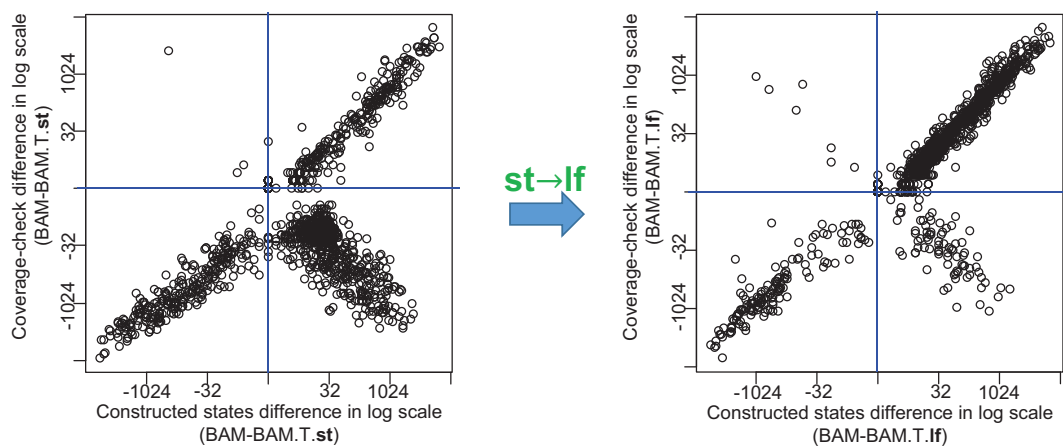 Coverage-check difference in log scale
(BAM-BAM.T.st)
1024
32
-32
-1024
-1024
-32
32
1024
Constructed states difference in log scale
(BAM-BAM.T.st)
st→lf
Coverage-check difference in log scale
(BAM-BAM.T.lf)
1024
32
-32
-1024
-1024
-32
32
1024
Constructed states difference in log scale
(BAM-BAM.T.lf)